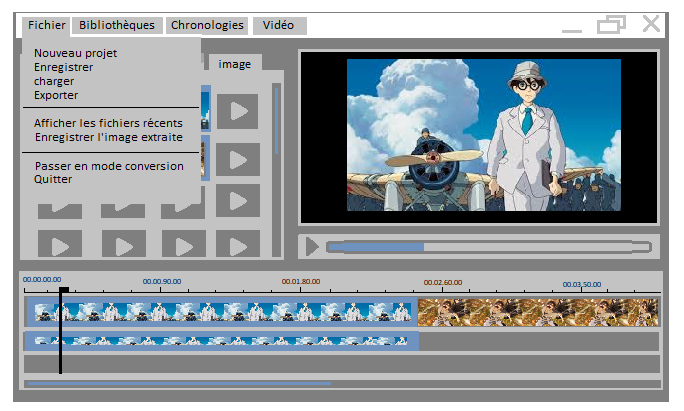 Fichier Bibliothèques Chronologies Vidéo
image
Nouveau projet
Enregistrer
charger
Exporter
Afficher les fichiers récents
Enregistrer l'image extraite
Passer en mode conversion
Quitter
00.00.00.00 00.00.90.00 00.01.80.00 00.02.60.00 00.03,50.00